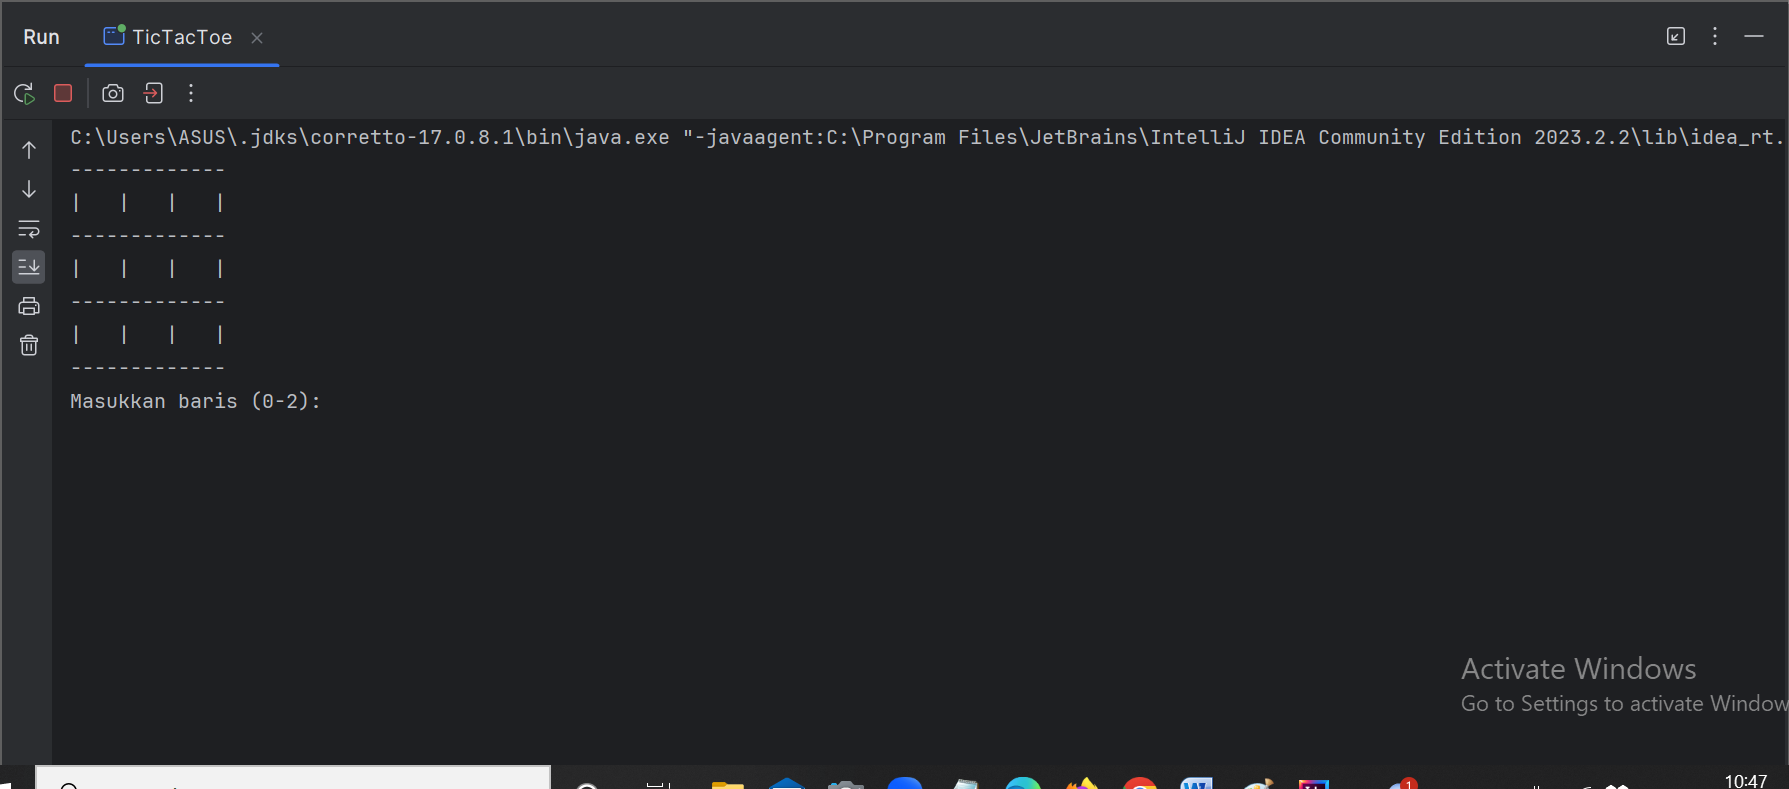 Run TicTacToe
C:\Users\ASUS\.jdks\corretto-17.0.8.1\bin\java.exe "-javaagent:C:\Program Files\JetBrains\IntelliJ IDEA Community Edition 2023.2.2\lib\idea_rt.
-------------
|   |   |   |
-------------
|   |   |   |
-------------
|   |   |   |
-------------
Masukkan baris (0-2):
Activate Windows
Go to Settings to activate Window
1
10:47